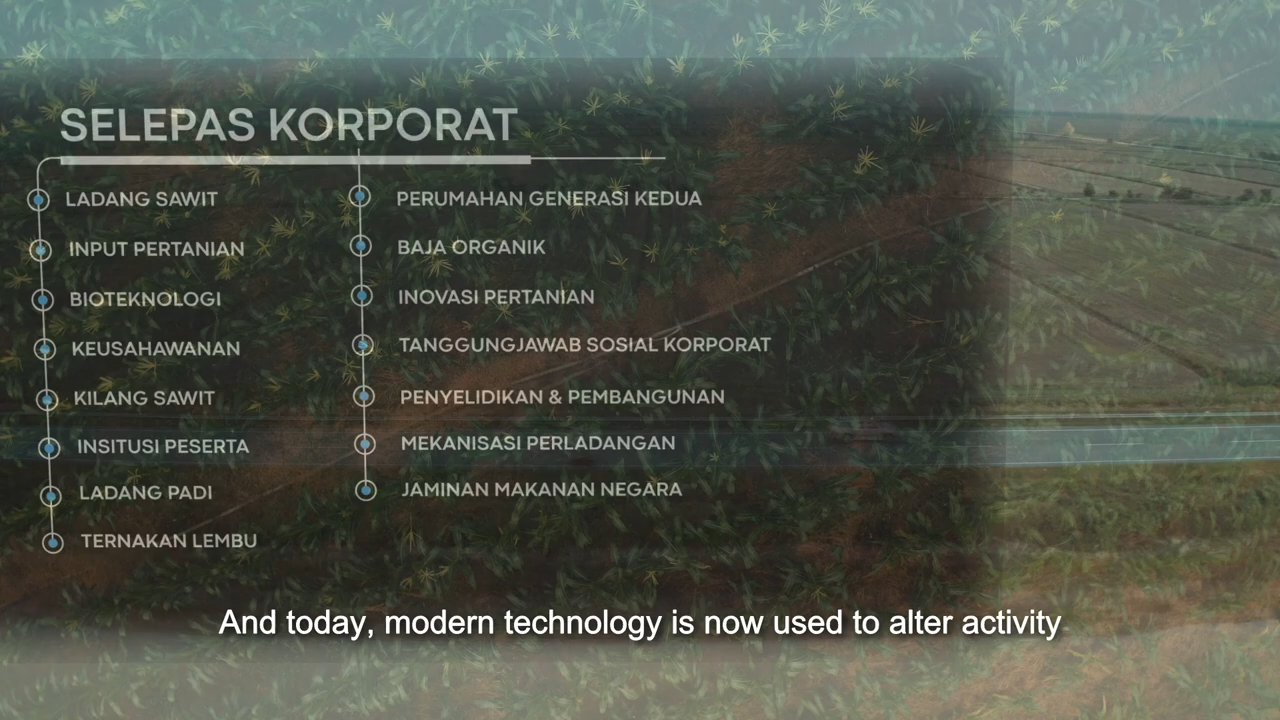 SELEPAS KORPORAT
LADANG SAWIT
INPUT PERTANIAN
BIOTEKNOLOGI
KEUSAHAWANAN
KILANG SAWIT
INSITUSI PESERTA
LADANG PADI
TERNAKAN LEMBU
PERUMAHAN GENERASI KEDUA
BAJA ORGANIK
INOVASI PERTANIAN
TANGGUNGJAWAB SOSIAL KORPORAT
PENYELIDIKAN & PEMBANGUNAN
MEKANISASI PERLADANGAN
JAMINAN MAKANAN NEGARA
And today, modern technology is now used to alter activity